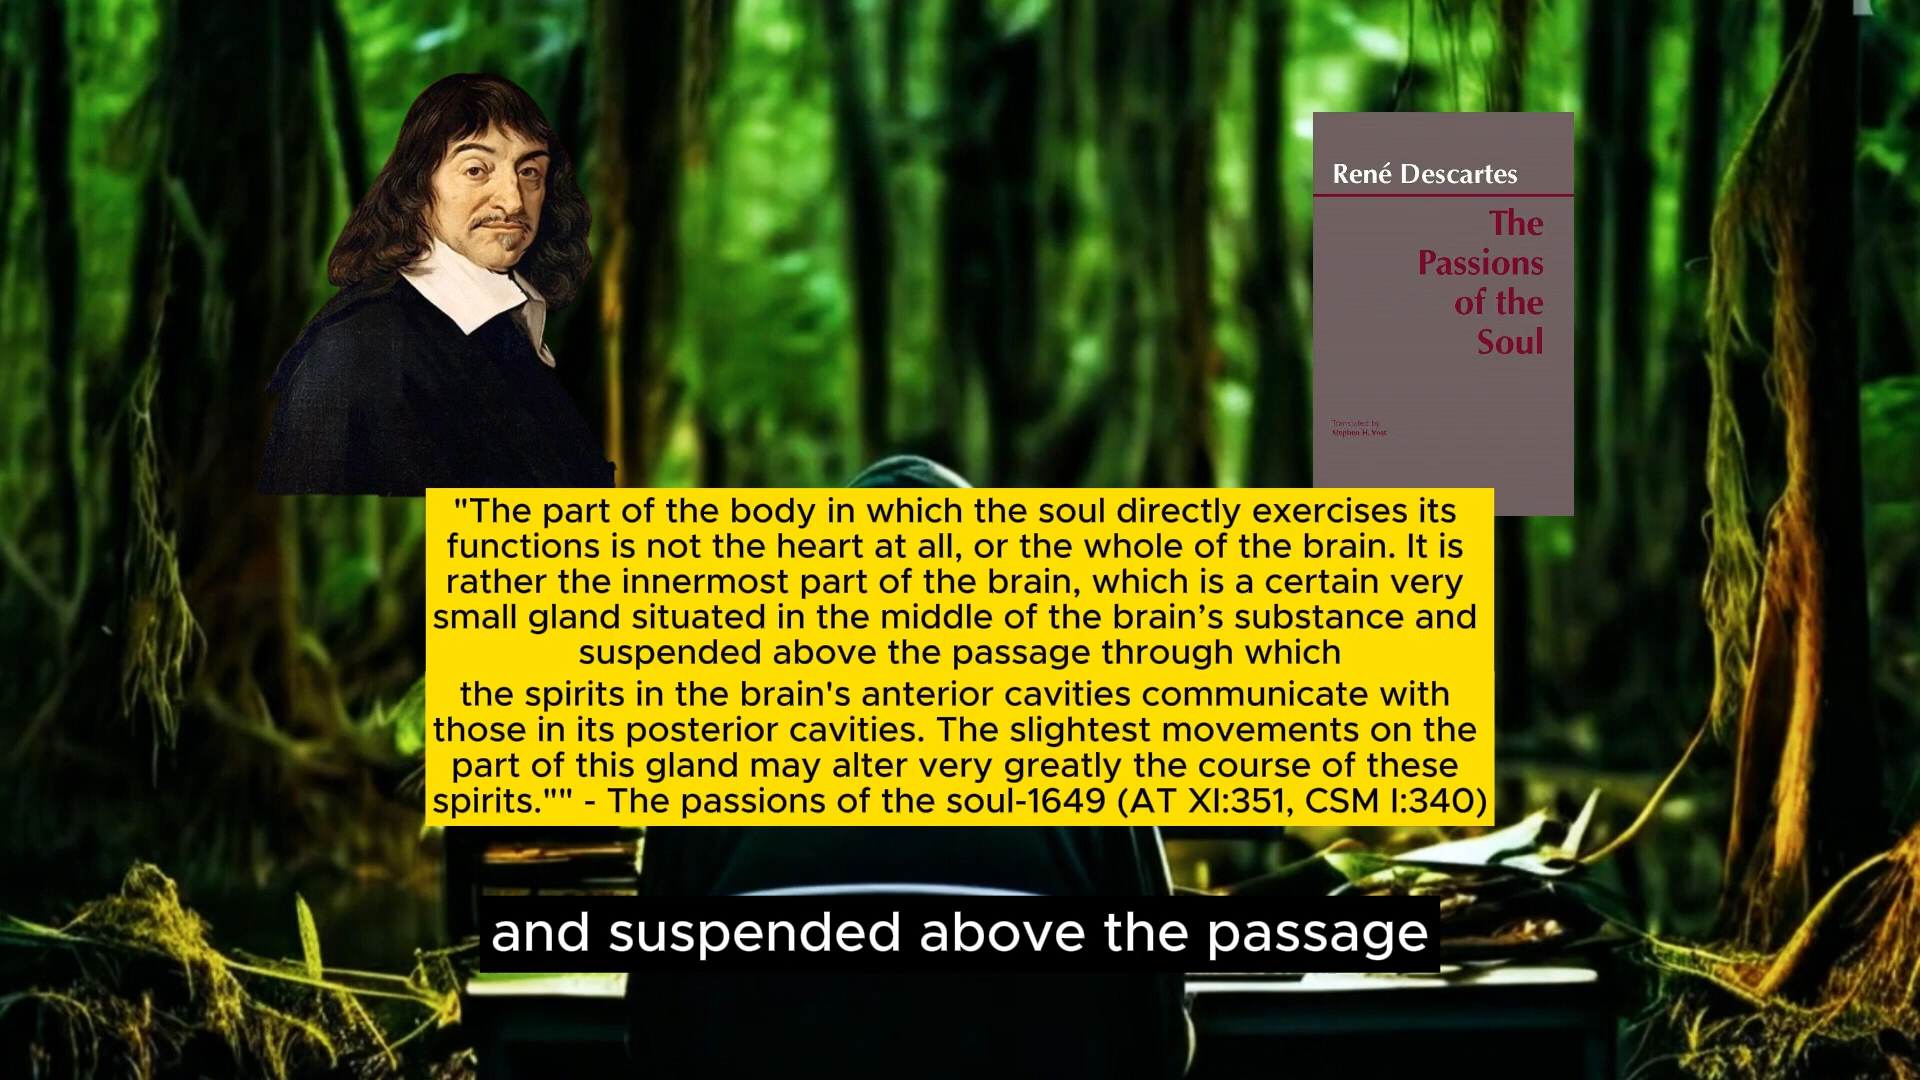 René Descartes
The
Passions
of the
Soul
Translated by
Stephen H. Voss
"The part of the body in which the soul directly exercises its
functions is not the heart at all, or the whole of the brain. It is
rather the innermost part of the brain, which is a certain very
small gland situated in the middle of the brain’s substance and
suspended above the passage through which
the spirits in the brain's anterior cavities communicate with
those in its posterior cavities. The slightest movements on the
part of this gland may alter very greatly the course of these
spirits."" - The passions of the soul-1649 (AT XI:351, CSM I:340)
and suspended above the passage